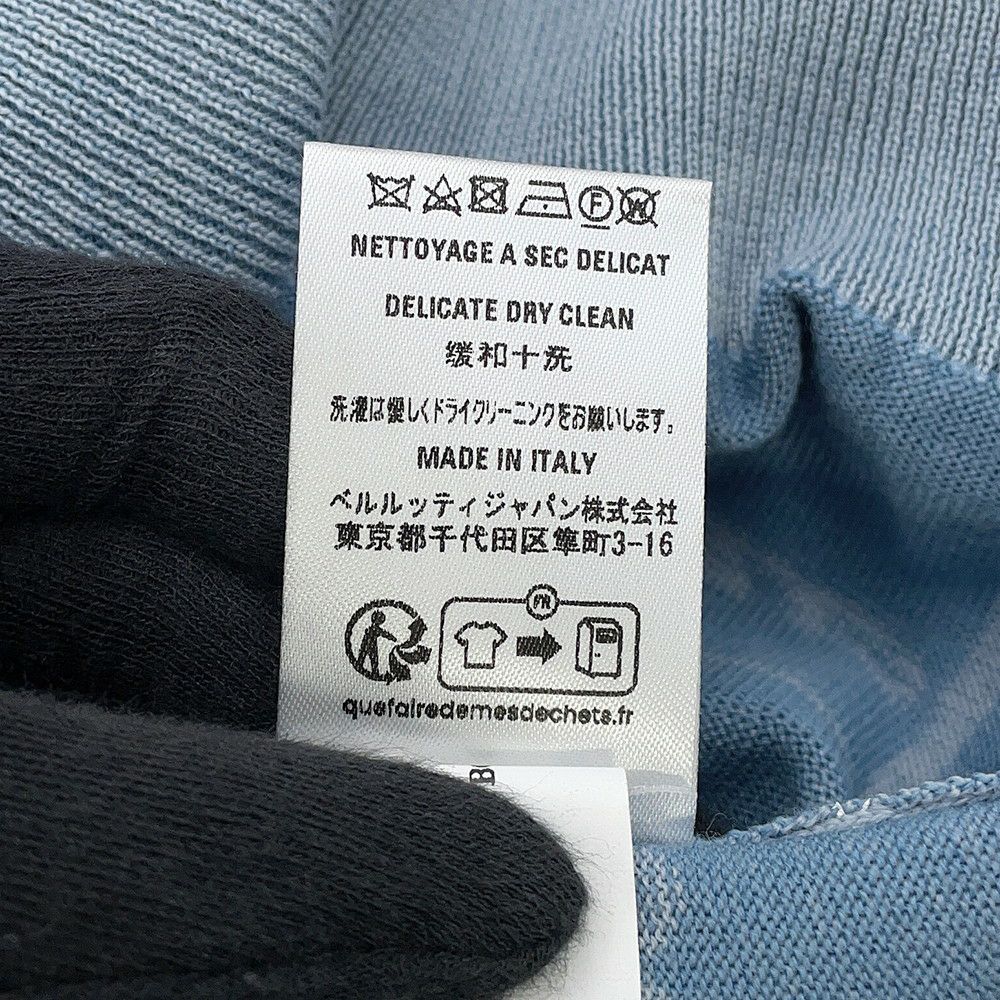 F W
NETTOYAGE A SEC DELICAT
DELICATE DRY CLEAN
缓和十洗
洗濯は優しくドライクリーニングをお願いします。
MADE IN ITALY
ベルルッティジャパン株式会社
東京都千代田区隼町3-16
FR
quefairedemesdechets.fr